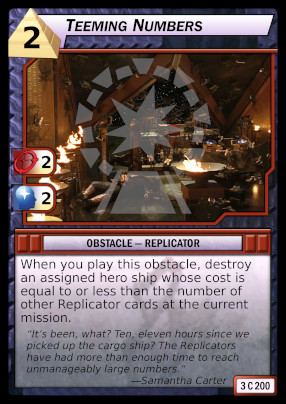 2
TEEMING NUMBERS
2
2
OBSTACLE – REPLICATOR
When you play this obstacle, destroy
an assigned hero ship whose cost is
equal to or less than the number of
other Replicator cards at the current
mission.
"It's been, what? Ten, eleven hours since we
picked up the cargo ship? The Replicators
have had more than enough time to reach
unmanageably large numbers."
—Samantha Carter
3 C 200